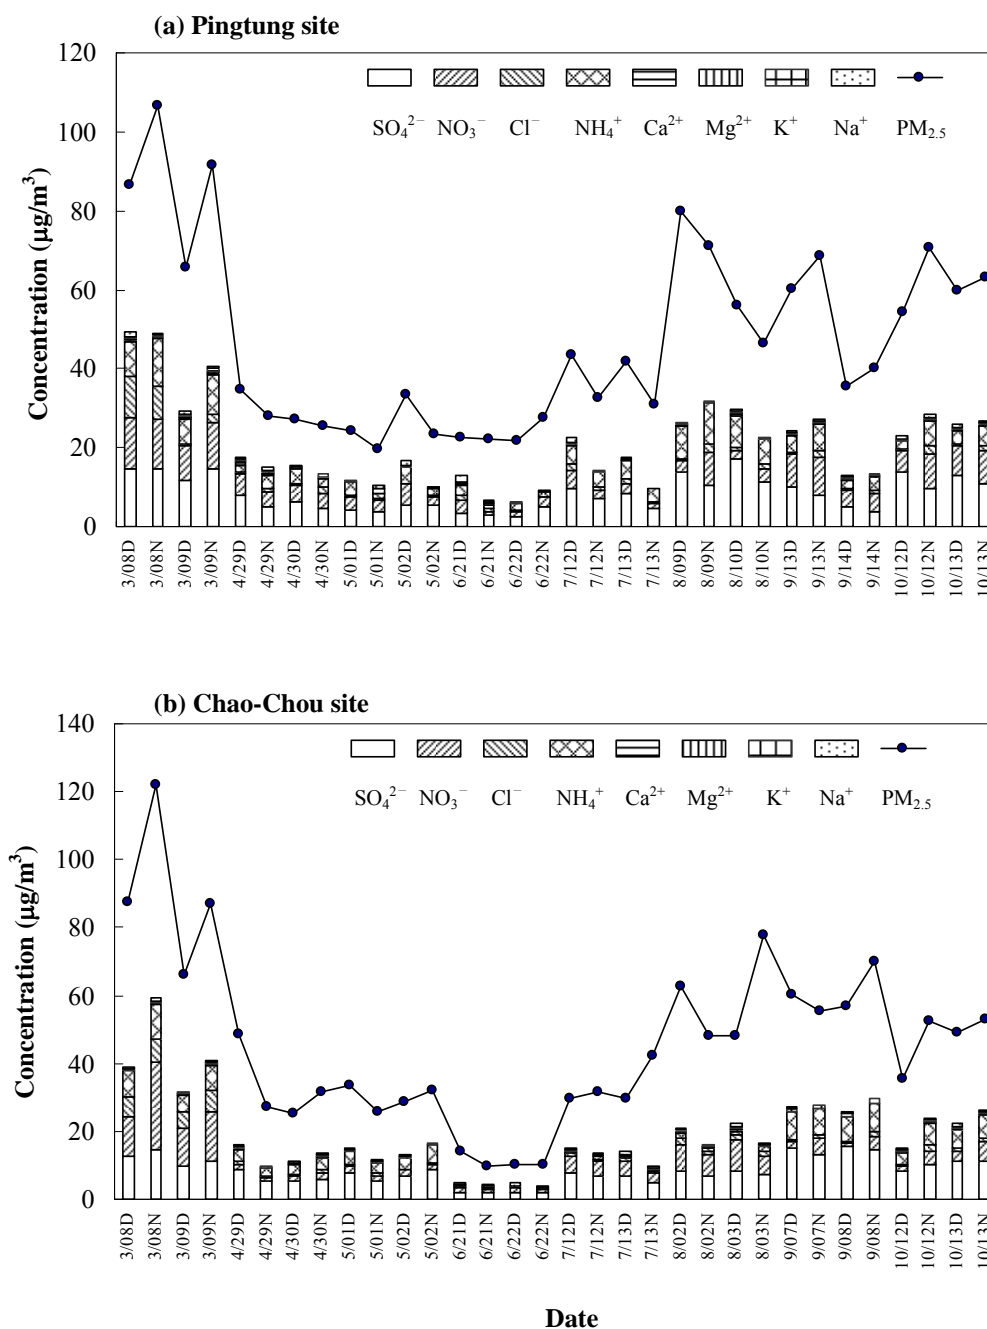 (a) Pingtung site
120
100
80
60
40
20
0
Concentration (µg/m³)
SO₄²⁻ NO₃⁻ Cl⁻ NH₄⁺ Ca²⁺ Mg²⁺ K⁺ Na⁺ PM₂.₅
3/08D 3/08N 3/09D 3/09N 4/29D 4/29N 4/30D 4/30N 5/01D 5/01N 5/02D 5/02N 6/21D 6/21N 6/22D 6/22N 7/12D 7/12N 7/13D 7/13N 8/09D 8/09N 8/10D 8/10N 9/13D 9/13N 9/14D 9/14N 10/12D 10/12N 10/13D 10/13N
(b) Chao-Chou site
140
120
100
80
60
40
20
0
Concentration (µg/m³)
SO₄²⁻ NO₃⁻ Cl⁻ NH₄⁺ Ca²⁺ Mg²⁺ K⁺ Na⁺ PM₂.₅
3/08D 3/08N 3/09D 3/09N 4/29D 4/29N 4/30D 4/30N 5/01D 5/01N 5/02D 5/02N 6/21D 6/21N 6/22D 6/22N 7/12D 7/12N 7/13D 7/13N 8/02D 8/02N 8/03D 8/03N 9/07D 9/07N 9/08D 9/08N 10/12D 10/12N 10/13D 10/13N
Date